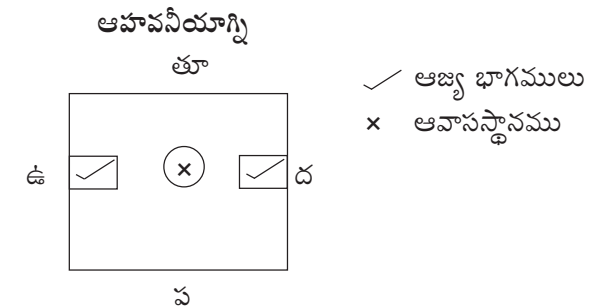 ఆహవనీయాగ్ని
తూ
✓ ఆజ్య భాగములు
× ఆవాసస్థానము
ఉ ✓ × ✓ ద
ప